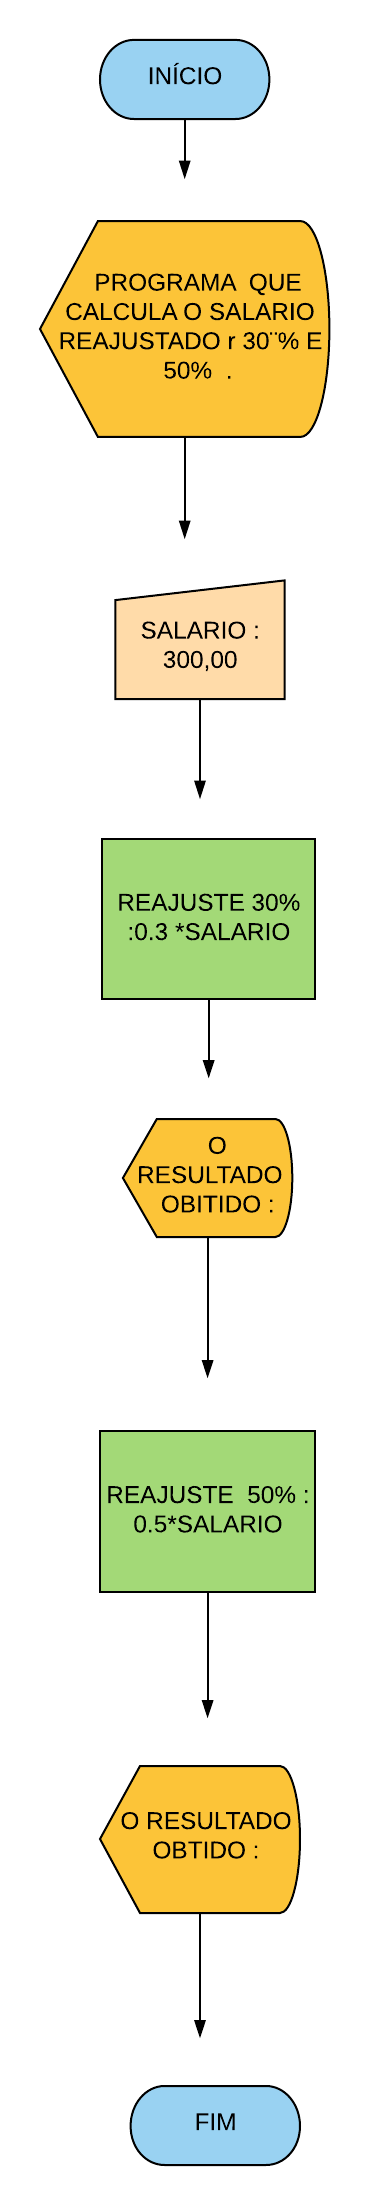 INÍCIO
PROGRAMA  QUE
CALCULA O SALARIO
REAJUSTADO r 30¨% E
50%  .
SALARIO :
300,00
REAJUSTE 30%
:0.3 *SALARIO
O
RESULTADO
OBITIDO :
REAJUSTE  50% :
0.5*SALARIO
O RESULTADO
OBTIDO :
FIM